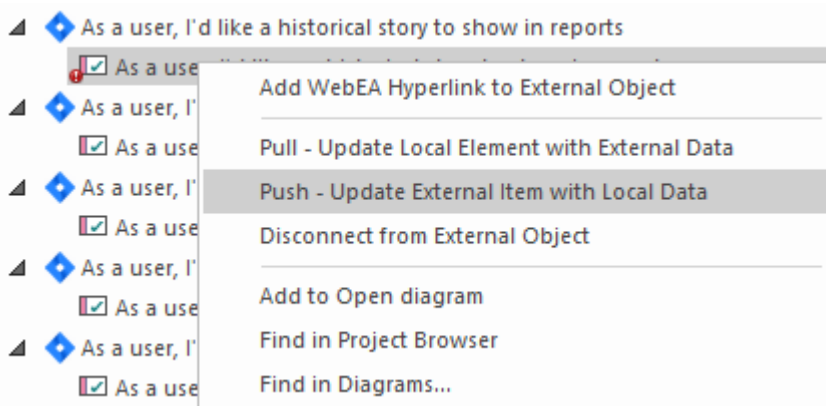 As a user, I'd like a historical story to show in reports
As a use
Add WebEA Hyperlink to External Object
As a user, I'
As a use
Pull - Update Local Element with External Data
As a user, I'
Push - Update External Item with Local Data
As a use
Disconnect from External Object
As a user, I'
As a use
Add to Open diagram
As a user, I'
Find in Project Browser
As a use
Find in Diagrams...